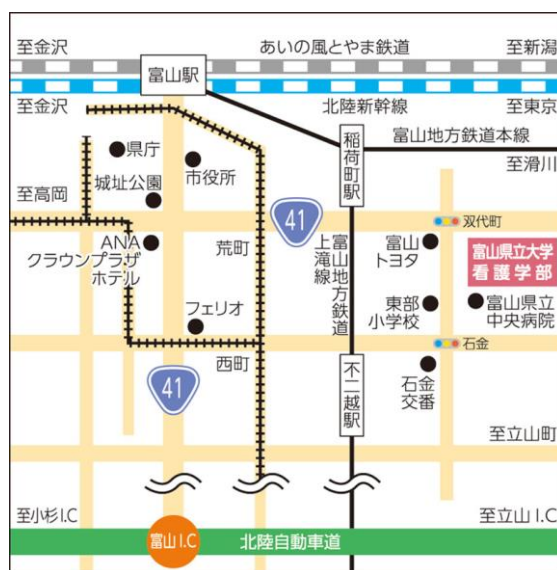 至金沢
あいの風とやま鉄道
至新潟
富山駅
至金沢
北陸新幹線
至東京
富山地方鉄道本線
稲荷町駅
至滑川
県庁
市役所
城址公園
至高岡
41
双代町
ANA
クラウンプラザ
ホテル
荒町
富山地方鉄道
上滝線
富山
トヨタ
富山県立大学
看護学部
フェリオ
東部
小学校
富山県立
中央病院
石金
西町
41
不二越駅
石金
交番
至立山町
至小杉I.C
至立山I.C
富山I.C
北陸自動車道